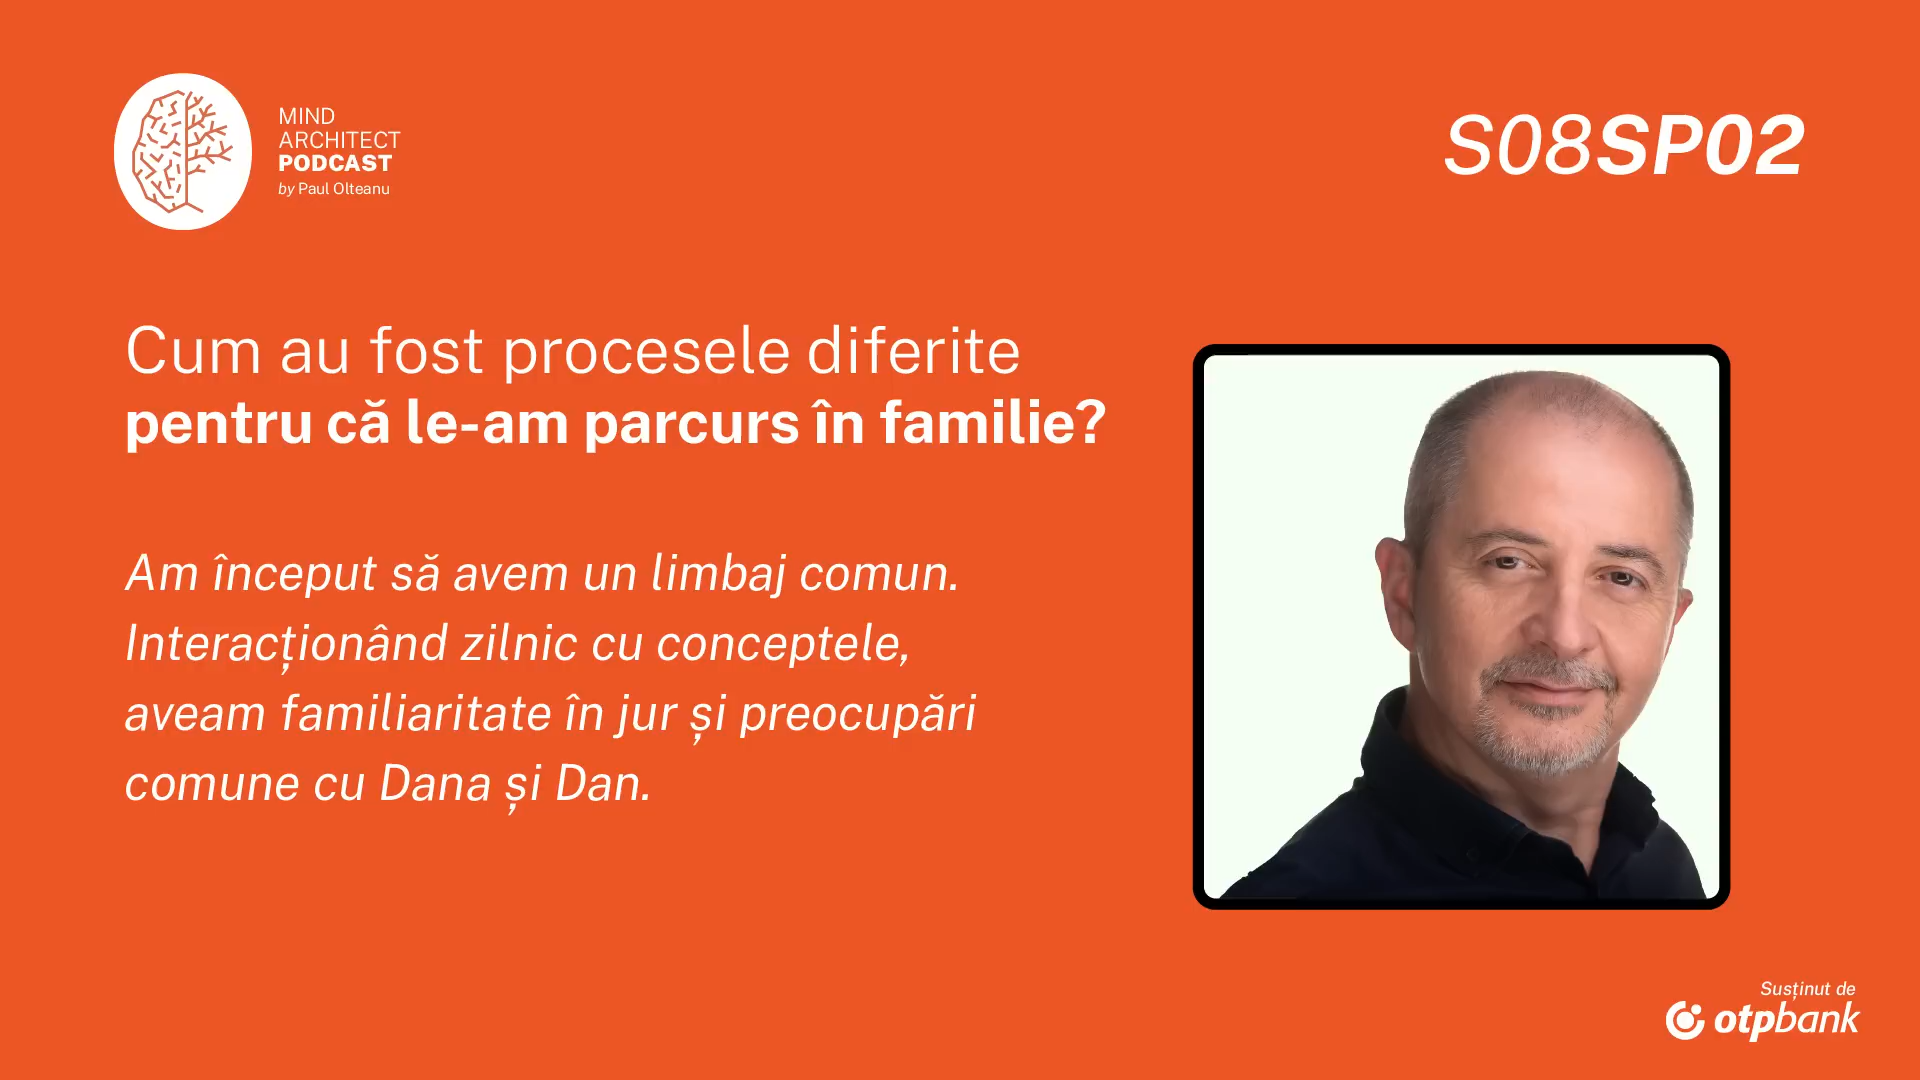 MIND
ARCHITECT
PODCAST
by Paul Olteanu
S08SP02
Cum au fost procesele diferite
pentru că le-am parcurs în familie?
Am început să avem un limbaj comun.
Interacționând zilnic cu conceptele,
aveam familiaritate în jur și preocupări
comune cu Dana și Dan.
Susținut de
otpbank